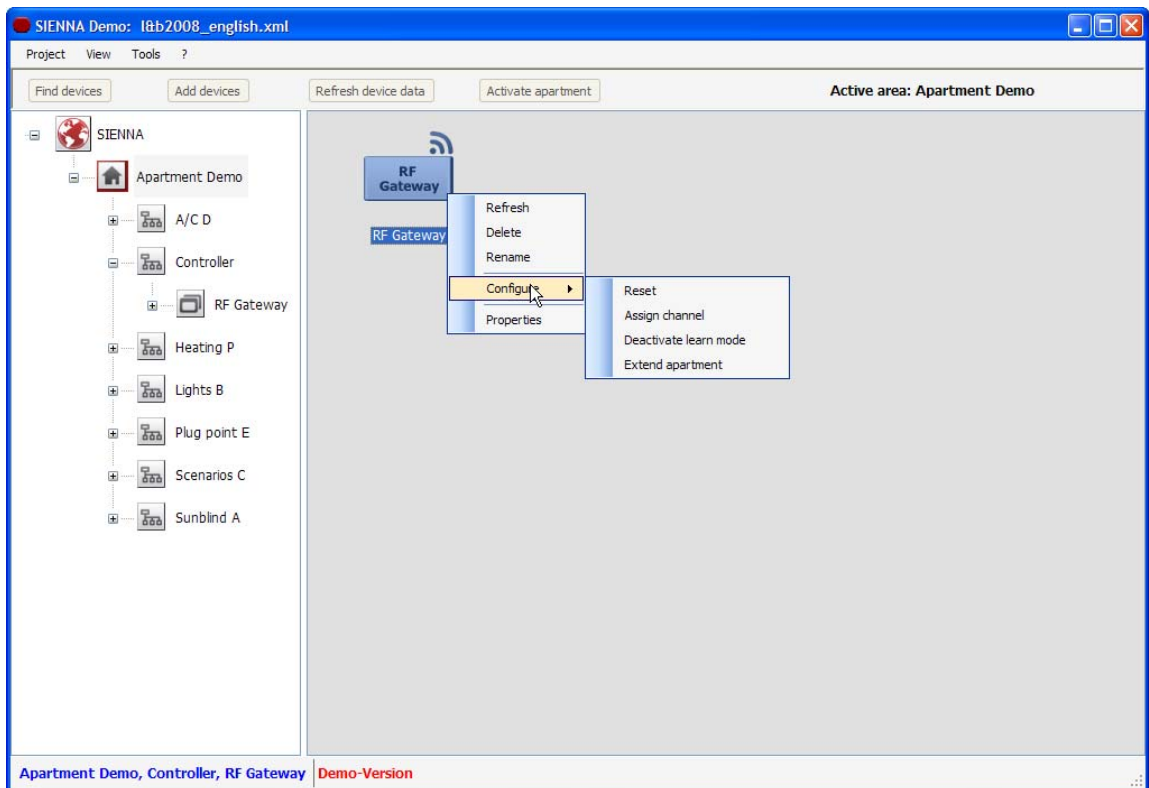 SIENNA Demo: l&b2008_english.xml
Project View Tools ?
Find devices Add devices Refresh device data Activate apartment Active area: Apartment Demo
SIENNA
Apartment Demo
A/C D
Controller
RF Gateway
Heating P
Lights B
Plug point E
Scenarios C
Sunblind A
RF
Gateway
RF Gateway
Refresh
Delete
Rename
Configure
Properties
Reset
Assign channel
Deactivate learn mode
Extend apartment
Apartment Demo, Controller, RF Gateway Demo-Version